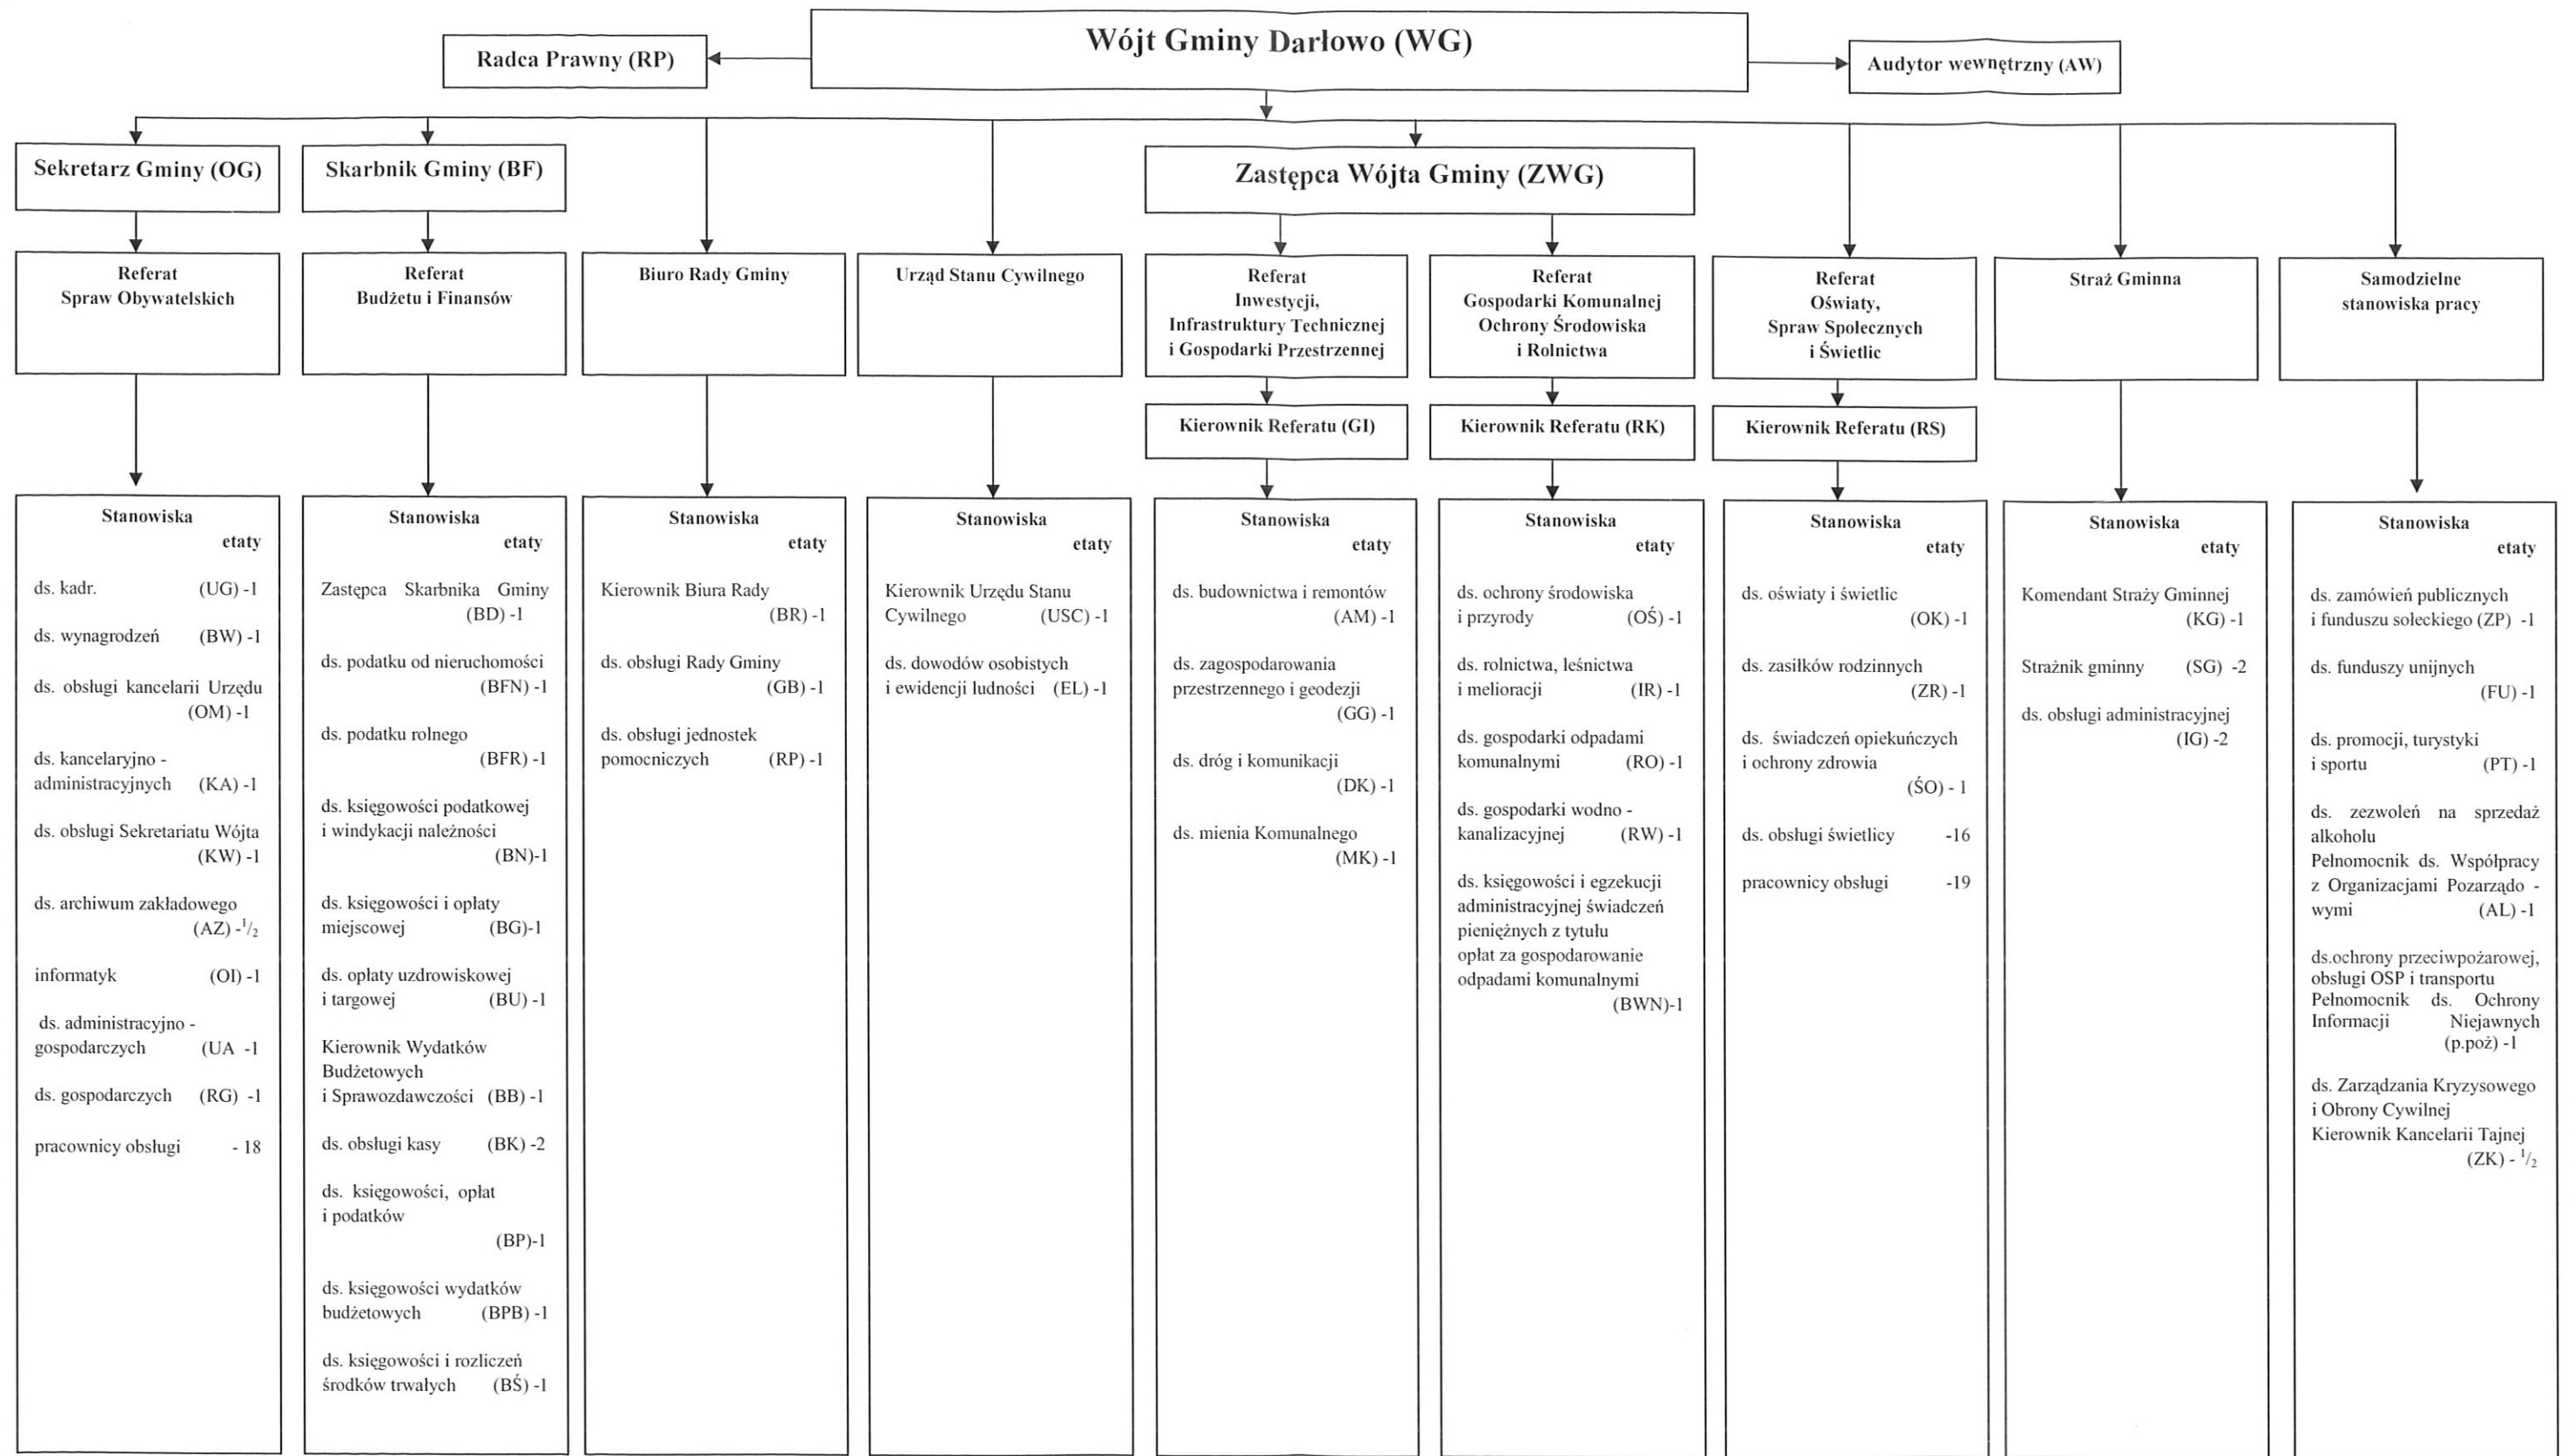 Wójt Gminy Darłowo (WG)
Radca Prawny (RP)
Audytor wewnętrzny (AW)
Sekretarz Gminy (OG)
Skarbnik Gminy (BF)
Zastępca Wójta Gminy (ZWG)
Referat
Spraw Obywatelskich
Referat
Budżetu i Finansów
Biuro Rady Gminy
Urząd Stanu Cywilnego
Referat
Inwestycji,
Infrastruktury Technicznej
i Gospodarki Przestrzennej
Referat
Gospodarki Komunalnej
Ochrony Środowiska
i Rolnictwa
Referat
Oświaty,
Spraw Społecznych
i Świetlic
Straż Gminna
Samodzielne
stanowiska pracy
Kierownik Referatu (GI)
Kierownik Referatu (RK)
Kierownik Referatu (RS)
Stanowiska
etaty
ds. kadr. (UG) -1
ds. wynagrodzeń (BW) -1
ds. obsługi kancelarii Urzędu
(OM) -1
ds. kancelaryjno -
administracyjnych (KA) -1
ds. obsługi Sekretariatu Wójta
(KW) -1
ds. archiwum zakładowego
(AZ) -1/2
informatyk (OI) -1
ds. administracyjno -
gospodarczych (UA -1
ds. gospodarczych (RG) -1
pracownicy obsługi - 18
Stanowiska
etaty
Zastępca Skarbnika Gminy
(BD) -1
ds. podatku od nieruchomości
(BFN) -1
ds. podatku rolnego
(BFR) -1
ds. księgowości podatkowej
i windykacji należności
(BN)-1
ds. księgowości i opłaty
miejscowej (BG)-1
ds. opłaty uzdrowiskowej
i targowej (BU) -1
Kierownik Wydatków
Budżetowych
i Sprawozdawczości (BB) -1
ds. obsługi kasy (BK) -2
ds. księgowości, opłat
i podatków
(BP)-1
ds. księgowości wydatków
budżetowych (BPB) -1
ds. księgowości i rozliczeń
środków trwałych (BŚ) -1
Stanowiska
etaty
Kierownik Biura Rady
(BR) -1
ds. obsługi Rady Gminy
(GB) -1
ds. obsługi jednostek
pomocniczych (RP) -1
Stanowiska
etaty
Kierownik Urzędu Stanu
Cywilnego (USC) -1
ds. dowodów osobistych
i ewidencji ludności (EL) -1
Stanowiska
etaty
ds. budownictwa i remontów
(AM) -1
ds. zagospodarowania
przestrzennego i geodezji
(GG) -1
ds. dróg i komunikacji
(DK) -1
ds. mienia Komunalnego
(MK) -1
Stanowiska
etaty
ds. ochrony środowiska
i przyrody (OŚ) -1
ds. rolnictwa, leśnictwa
i melioracji (IR) -1
ds. gospodarki odpadami
komunalnymi (RO) -1
ds. gospodarki wodno -
kanalizacyjnej (RW) -1
ds. księgowości i egzekucji
administracyjnej świadczeń
pieniężnych z tytułu
opłat za gospodarowanie
odpadami komunalnymi
(BWN)-1
Stanowiska
etaty
ds. oświaty i świetlic
(OK) -1
ds. zasiłków rodzinnych
(ZR) -1
ds. świadczeń opiekuńczych
i ochrony zdrowia
(ŚO) - 1
ds. obsługi świetlicy -16
pracownicy obsługi -19
Stanowiska
etaty
Komendant Straży Gminnej
(KG) -1
Strażnik gminny (SG) -2
ds. obsługi administracyjnej
(IG) -2
Stanowiska
etaty
ds. zamówień publicznych
i funduszu sołeckiego (ZP) -1
ds. funduszy unijnych
(FU) -1
ds. promocji, turystyki
i sportu (PT) -1
ds. zezwoleń na sprzedaż
alkoholu
Pełnomocnik ds. Współpracy
z Organizacjami Pozarządo -
wymi (AL) -1
ds.ochrony przeciwpożarowej,
obsługi OSP i transportu
Pełnomocnik ds. Ochrony
Informacji Niejawnych
(p.poż) -1
ds. Zarządzania Kryzysowego
i Obrony Cywilnej
Kierownik Kancelarii Tajnej
(ZK) - 1/2